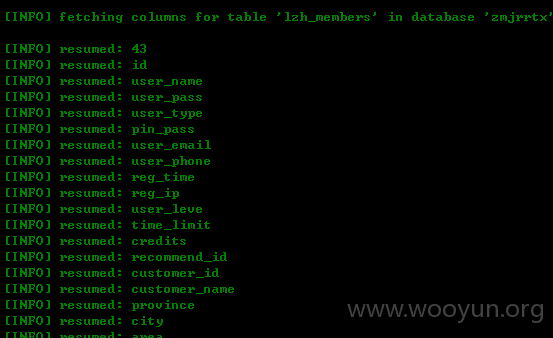 [INFO] fetching columns for table 'lzh_members' in database 'zmjrrtx'
[INFO] resumed: 43
[INFO] resumed: id
[INFO] resumed: user_name
[INFO] resumed: user_pass
[INFO] resumed: user_type
[INFO] resumed: pin_pass
[INFO] resumed: user_email
[INFO] resumed: user_phone
[INFO] resumed: reg_time
[INFO] resumed: reg_ip
[INFO] resumed: user_leve
[INFO] resumed: time_limit
[INFO] resumed: credits
[INFO] resumed: recommend_id
[INFO] resumed: customer_id
[INFO] resumed: customer_name
[INFO] resumed: province
[INFO] resumed: city
[INFO] resumed: area
www.wooyun.org